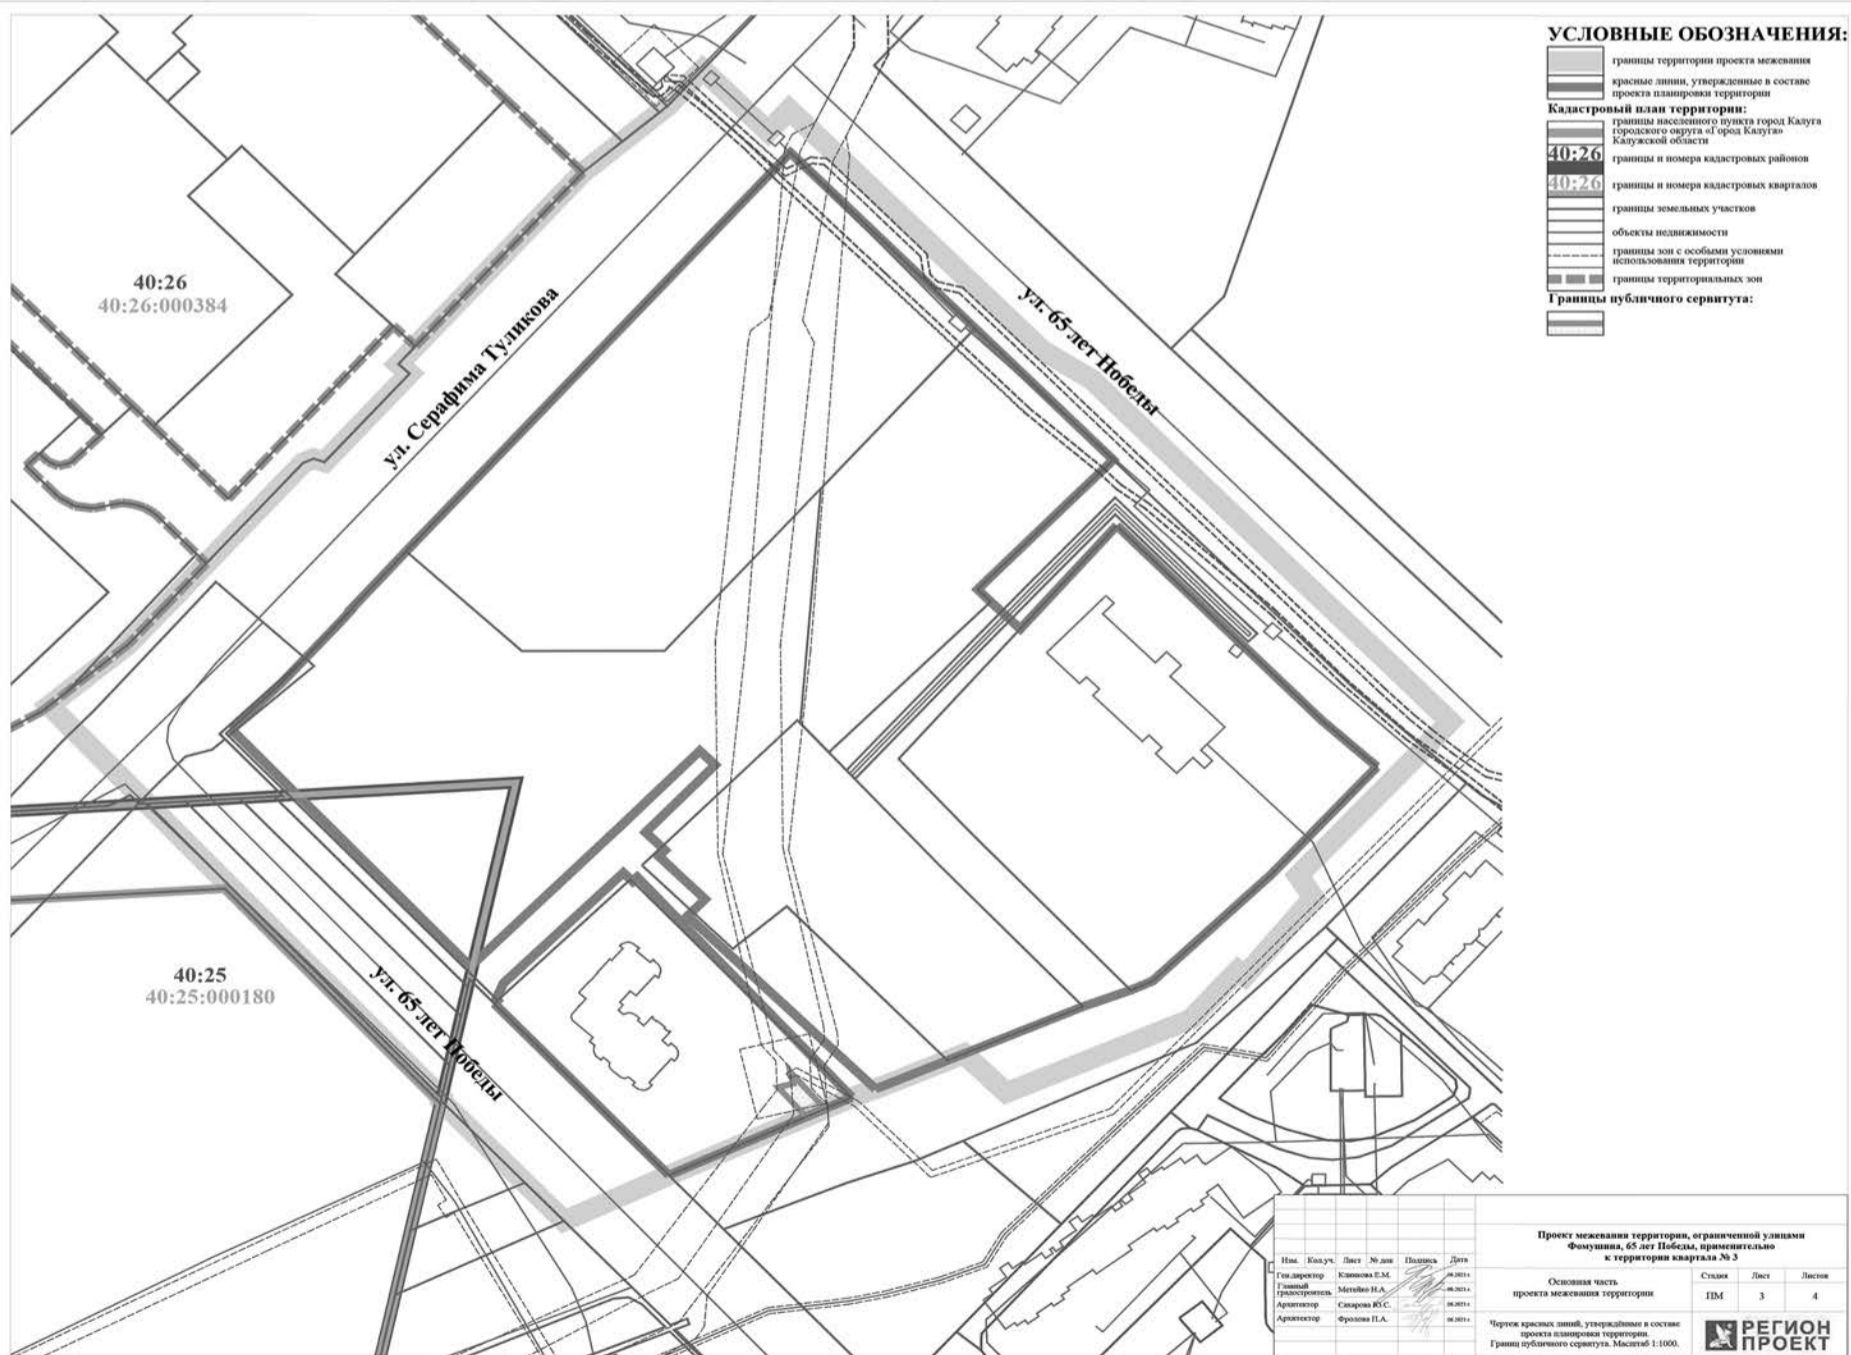 УСЛОВНЫЕ ОБОЗНАЧЕНИЯ:
границы территории проекта межевания
красные линии, утвержденные в составе
проекта планировки территории
Кадастровый план территории:
границы населенного пункта город Калуга
городского округа «Город Калуга»
Калужской области
40:26
границы и номера кадастровых районов
40:26
границы и номера кадастровых кварталов
границы земельных участков
объекты недвижимости
границы зон с особыми условиями
использования территории
границы территориальных зон
Границы публичного сервитута:
40:26
40:26:000384
ул. Серафима Туликова
ул. 65 лет Победы
40:25
40:25:000180
ул. 65 лет Победы
Проект межевания территории, ограниченной улицами
Фомушина, 65 лет Победы, применительно
к территории квартала № 3
Изм. Кол.уч. Лист № док Подпись Дата
Ген.директор Климкова Е.М.
Главный
градостроитель Н.А.
Архитектор Сахарова Ю.С.
Архитектор Фролова П.А.
Основная часть
проекта межевания территории
Стадия Лист Листов
ПМ 3 4
Чертеж красных линий, утверждённые в составе
проекта планировки территории.
Границ публичного сервитута. Масштаб 1:1000.
РЕГИОН
ПРОЕКТ